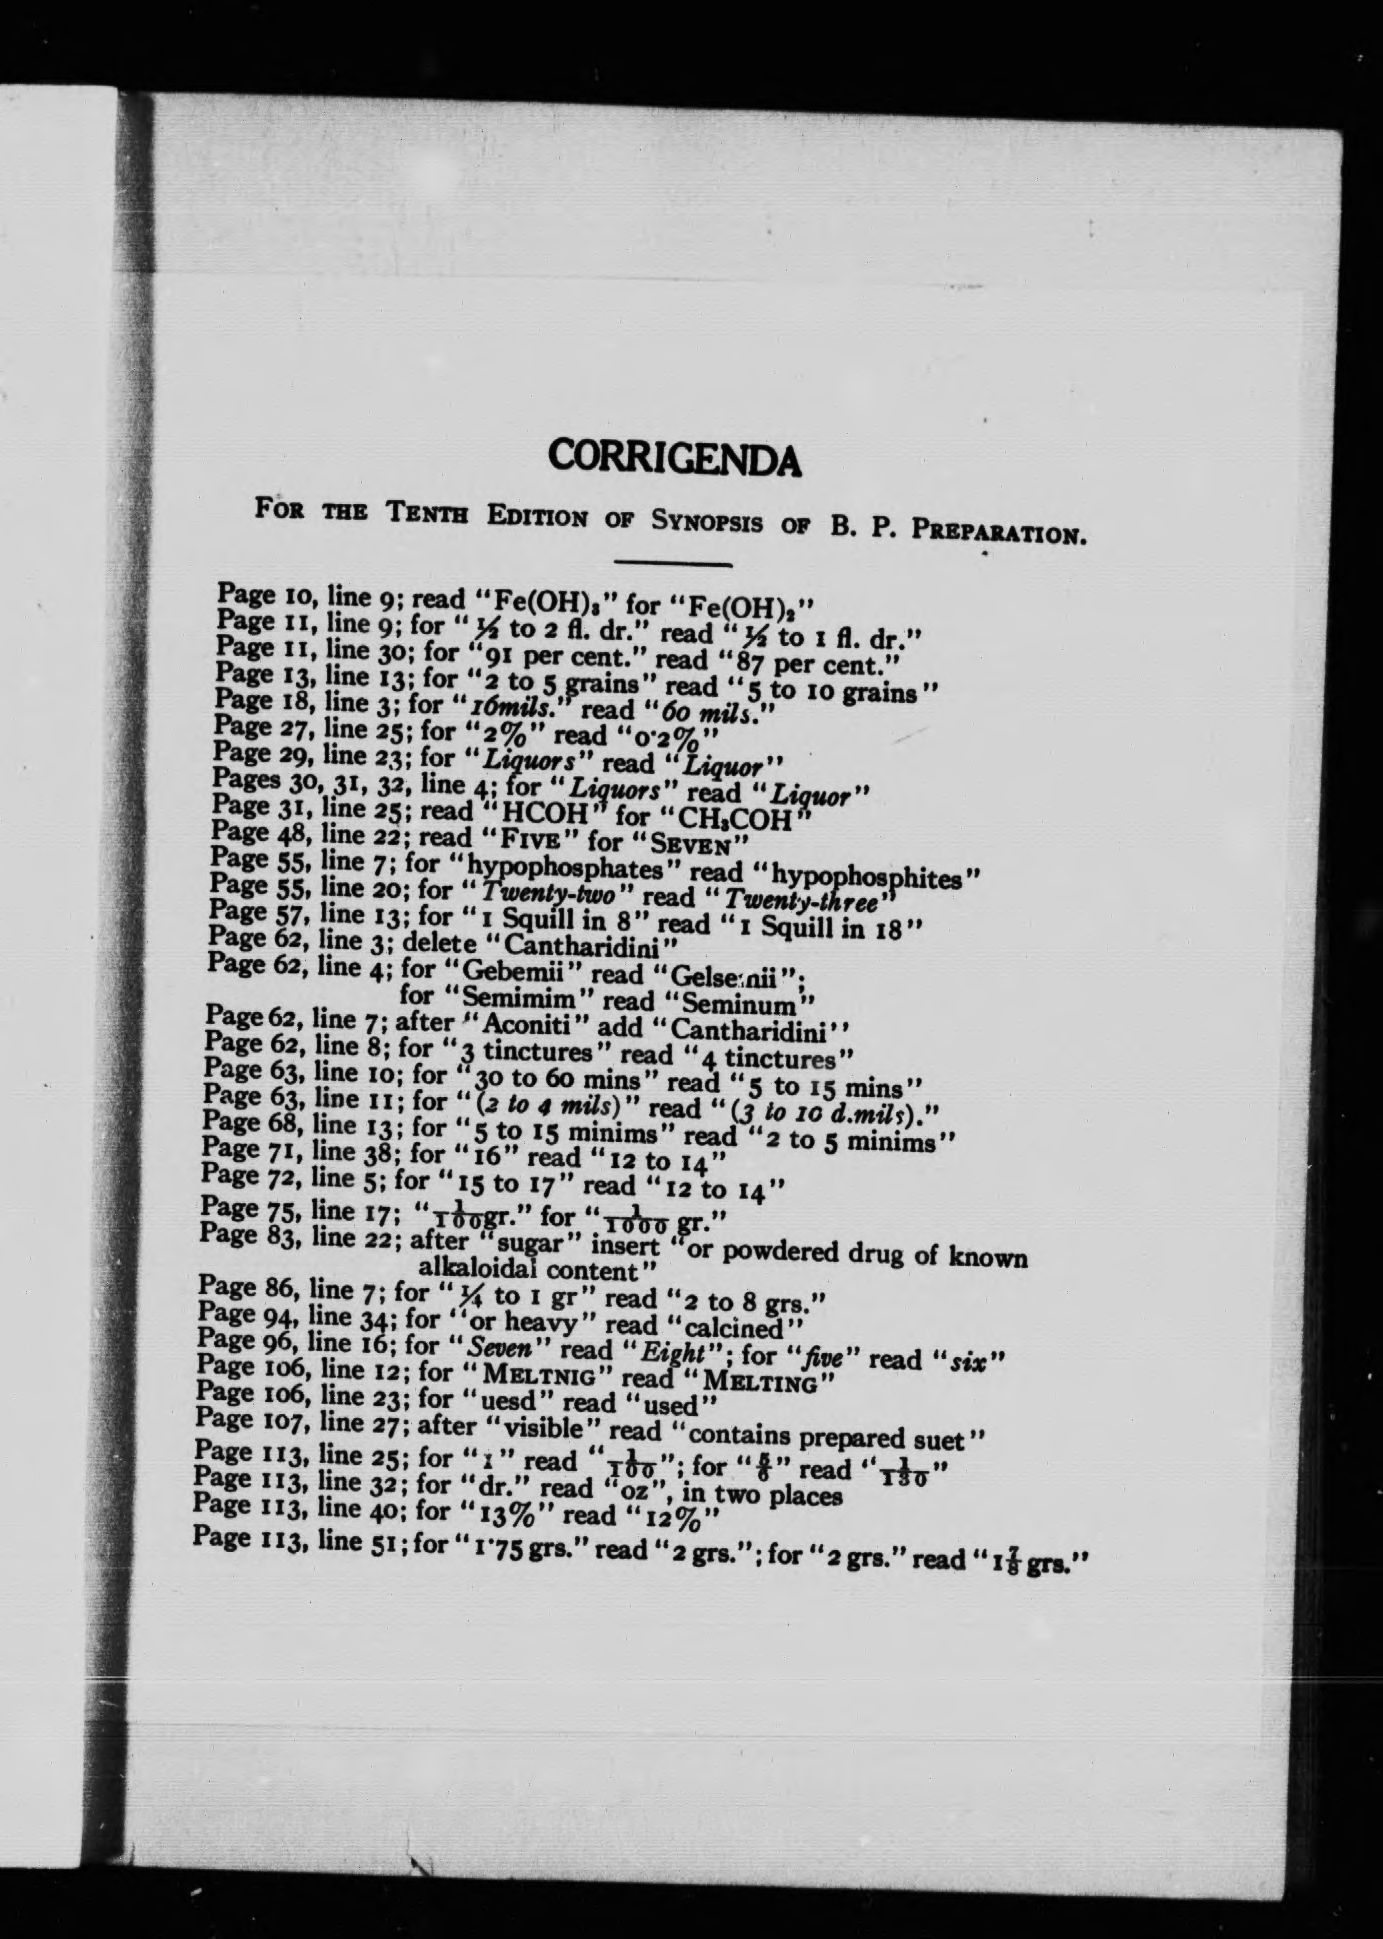 CORRIGENDA
FOR THE TENTH EDITION OF SYNOPSIS OF B. P. PREPARATION.
Page 10, line 9; read "Fe(OH)₃" for "Fe(OH)₂"
Page 11, line 9; for "½ to 2 fl. dr." read "½ to 1 fl. dr."
Page 11, line 30; for "91 per cent." read "87 per cent."
Page 13, line 13; for "2 to 5 grains" read "5 to 10 grains"
Page 18, line 3; for "16mils." read "60 mils."
Page 27, line 25; for "2%" read "0·2%"
Page 29, line 23; for "Liquors" read "Liquor"
Pages 30, 31, 32, line 4; for "Liquors" read "Liquor"
Page 31, line 25; read "HCOH" for "CH₃COH"
Page 48, line 22; read "FIVE" for "SEVEN"
Page 55, line 7; for "hypophosphates" read "hypophosphites"
Page 55, line 20; for "Twenty-two" read "Twenty-three"
Page 57, line 13; for "1 Squill in 8" read "1 Squill in 18"
Page 62, line 3; delete "Cantharidini"
Page 62, line 4; for "Gebemii" read "Gelsemii";
for "Semimim" read "Seminum"
Page 62, line 7; after "Aconiti" add "Cantharidini"
Page 62, line 8; for "3 tinctures" read "4 tinctures"
Page 63, line 10; for "30 to 60 mins" read "5 to 15 mins"
Page 63, line 11; for "(2 to 4 mils)" read "(3 to 10 d.mils)."
Page 68, line 13; for "5 to 15 minims" read "2 to 5 minims"
Page 71, line 38; for "16" read "12 to 14"
Page 72, line 5; for "15 to 17" read "12 to 14"
Page 75, line 17; "1/100gr." for "1/1000 gr."
Page 83, line 22; after "sugar" insert "or powdered drug of known
alkaloidal content"
Page 86, line 7; for "¼ to 1 gr" read "2 to 8 grs."
Page 94, line 34; for "or heavy" read "calcined"
Page 96, line 16; for "Seven" read "Eight"; for "five" read "six"
Page 106, line 12; for "MELTNIG" read "MELTING"
Page 106, line 23; for "uesd" read "used"
Page 107, line 27; after "visible" read "contains prepared suet"
Page 113, line 25; for "1" read "1/100"; for read "1/130"
Page 113, line 32; for "dr." read "oz", in two places
Page 113, line 40; for "13%" read "12%"
Page 113, line 51; for "1·75 grs." read "2 grs."; for "2 grs." read "1⅞ grs."